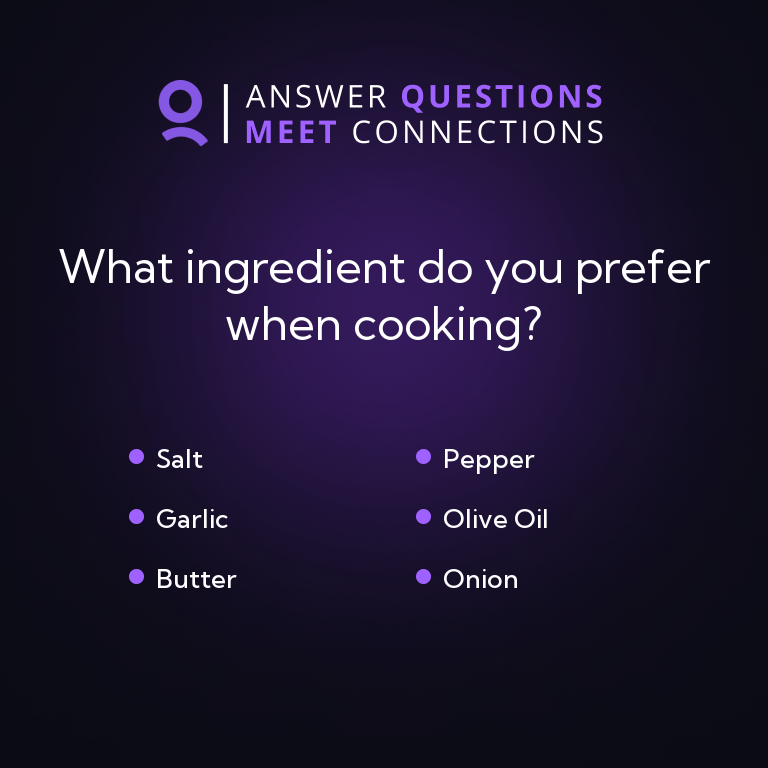 ANSWER QUESTIONS
MEET CONNECTIONS
What ingredient do you prefer
when cooking?
Salt
Pepper
Garlic
Olive Oil
Butter
Onion